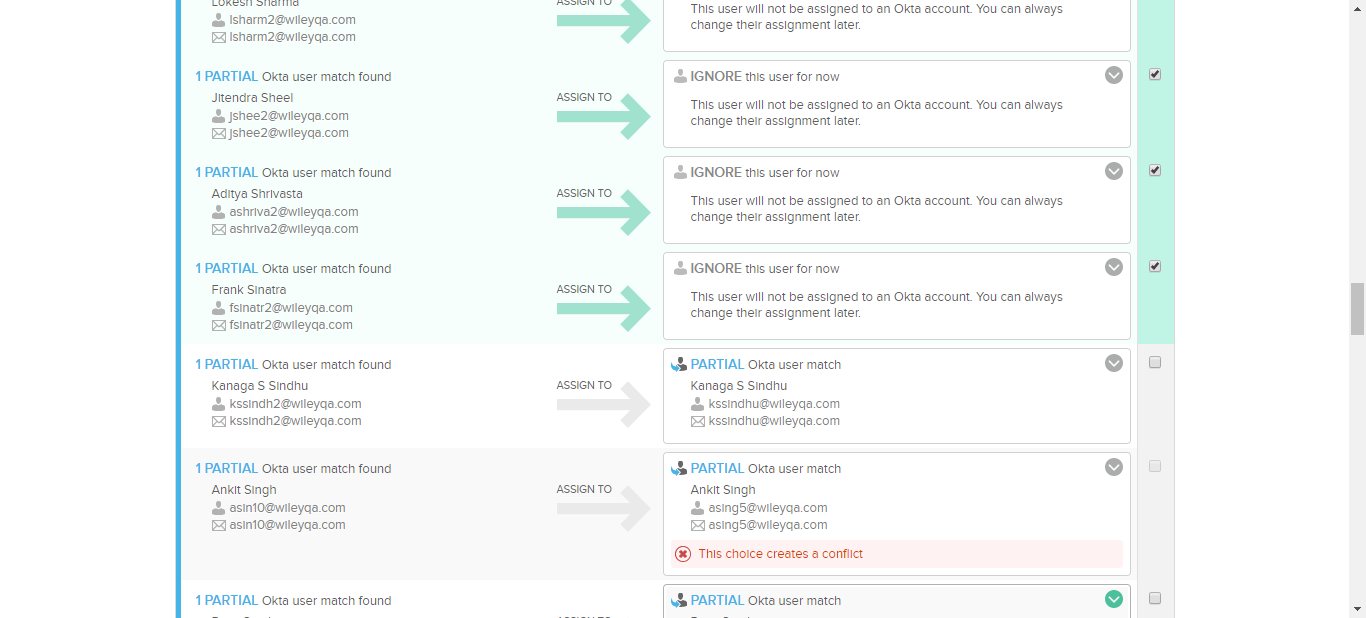 Lokesh Sharma
ASSIGN TO
lsharm2@wileyqa.com
lsharm2@wileyqa.com
This user will not be assigned to an Okta account. You can always
change their assignment later.
1 PARTIAL Okta user match found
Jitendra Sheel
jshee2@wileyqa.com
jshee2@wileyqa.com
ASSIGN TO
IGNORE this user for now
This user will not be assigned to an Okta account. You can always
change their assignment later.
1 PARTIAL Okta user match found
Aditya Shrivasta
ashriva2@wileyqa.com
ashriva2@wileyqa.com
ASSIGN TO
IGNORE this user for now
This user will not be assigned to an Okta account. You can always
change their assignment later.
1 PARTIAL Okta user match found
Frank Sinatra
fsinatr2@wileyqa.com
fsinatr2@wileyqa.com
ASSIGN TO
IGNORE this user for now
This user will not be assigned to an Okta account. You can always
change their assignment later.
1 PARTIAL Okta user match found
Kanaga S Sindhu
kssindh2@wileyqa.com
kssindh2@wileyqa.com
ASSIGN TO
PARTIAL Okta user match
Kanaga S Sindhu
kssindhu@wileyqa.com
kssindhu@wileyqa.com
1 PARTIAL Okta user match found
Ankit Singh
asin10@wileyqa.com
asin10@wileyqa.com
ASSIGN TO
PARTIAL Okta user match
Ankit Singh
asing5@wileyqa.com
asing5@wileyqa.com
This choice creates a conflict
1 PARTIAL Okta user match found
ASSIGN TO
PARTIAL Okta user match